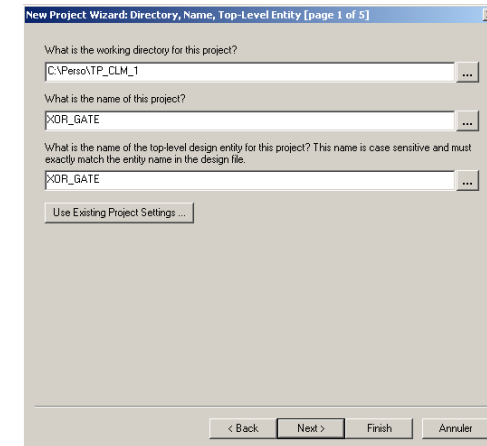 New Project Wizard: Directory, Name, Top-Level Entity [page 1 of 5]
What is the working directory for this project?
C:\Perso\TP_CLM_1
...
What is the name of this project?
XOR_GATE
...
What is the name of the top-level design entity for this project? This name is case sensitive and must
exactly match the entity name in the design file.
XOR_GATE
...
Use Existing Project Settings ...
< Back Next > Finish Annuler